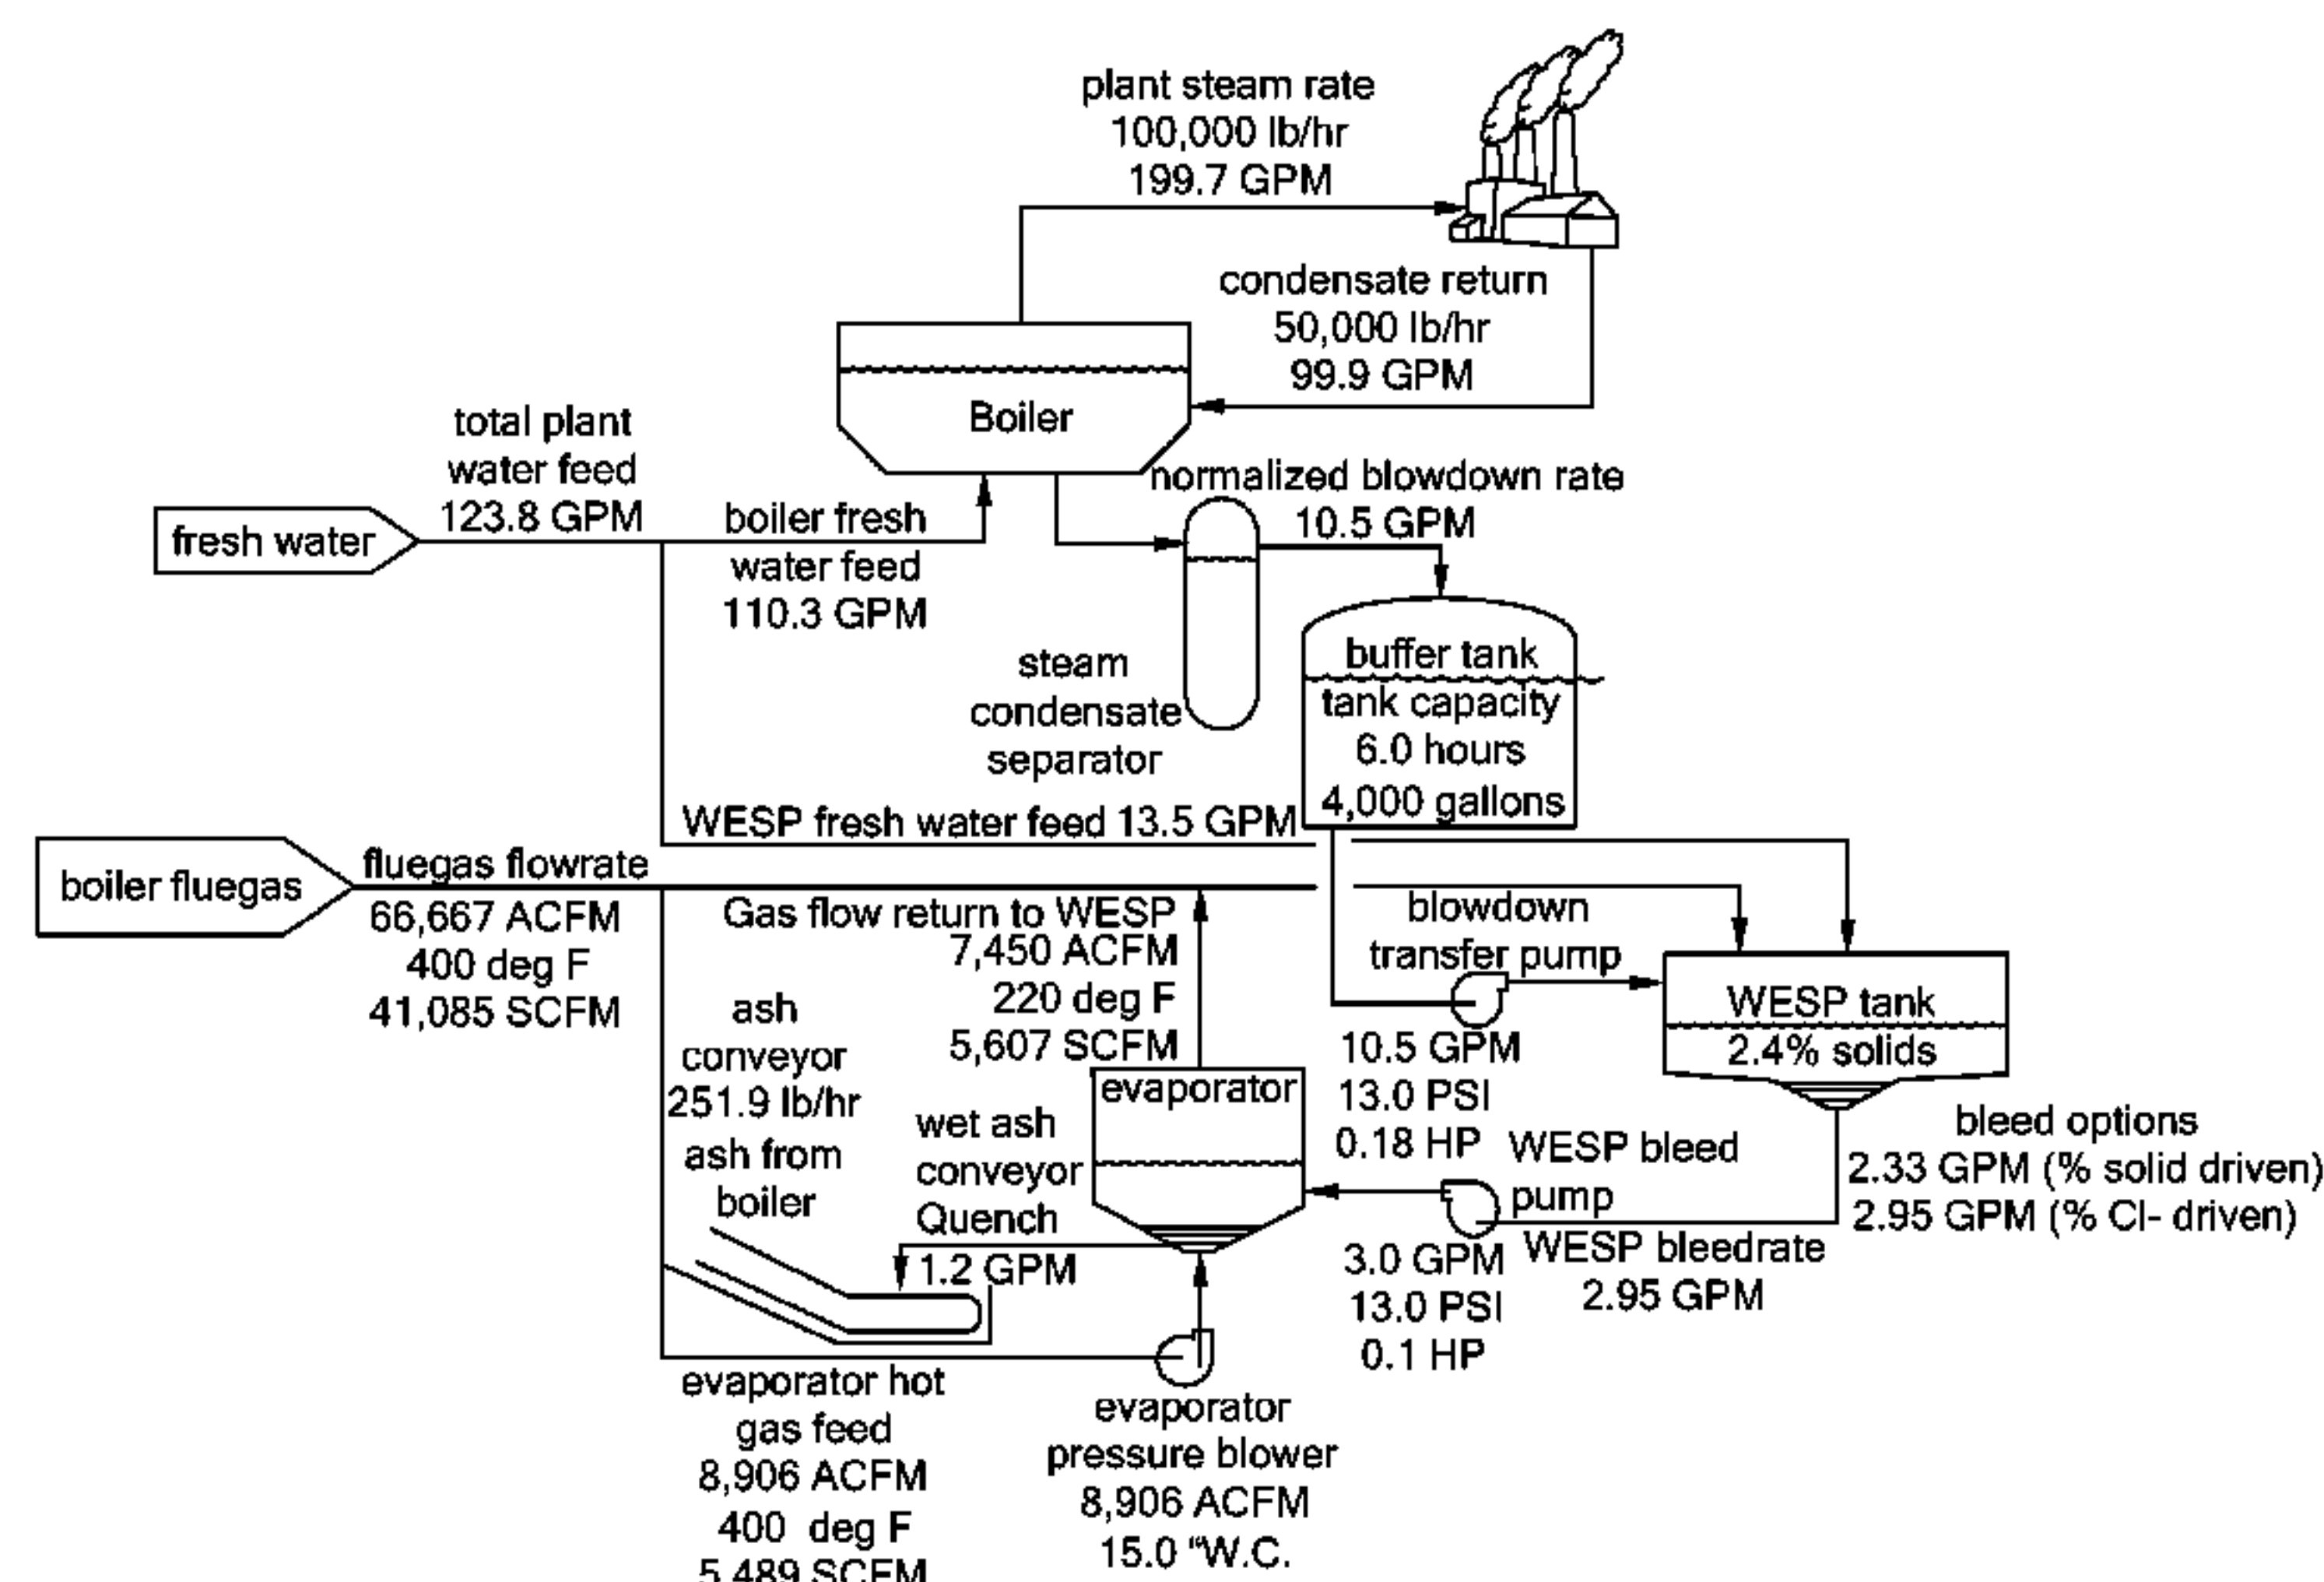 plant steam rate
100,000 lb/hr
199.7 GPM
condensate return
50,000 lb/hr
99.9 GPM
Boiler
total plant
water feed
123.8 GPM
fresh water
boiler fresh
water feed
110.3 GPM
normalized blowdown rate
10.5 GPM
steam
condensate
separator
buffer tank
tank capacity
6.0 hours
4,000 gallons
WESP fresh water feed 13.5 GPM
boiler fluegas
fluegas flowrate
66,667 ACFM
400 deg F
41,085 SCFM
Gas flow return to WESP
7,450 ACFM
220 deg F
5,607 SCFM
blowdown
transfer pump
10.5 GPM
13.0 PSI
0.18 HP
WESP tank
2.4% solids
ash
conveyor
251.9 lb/hr
ash from
boiler
evaporator
wet ash
conveyor
Quench
1.2 GPM
WESP bleed
pump
3.0 GPM
13.0 PSI
0.1 HP
bleed options
2.33 GPM (% solid driven)
2.95 GPM (% Cl- driven)
WESP bleedrate
2.95 GPM
evaporator hot
gas feed
8,906 ACFM
400 deg F
5,489 SCFM
evaporator
pressure blower
8,906 ACFM
15.0 “W.C.